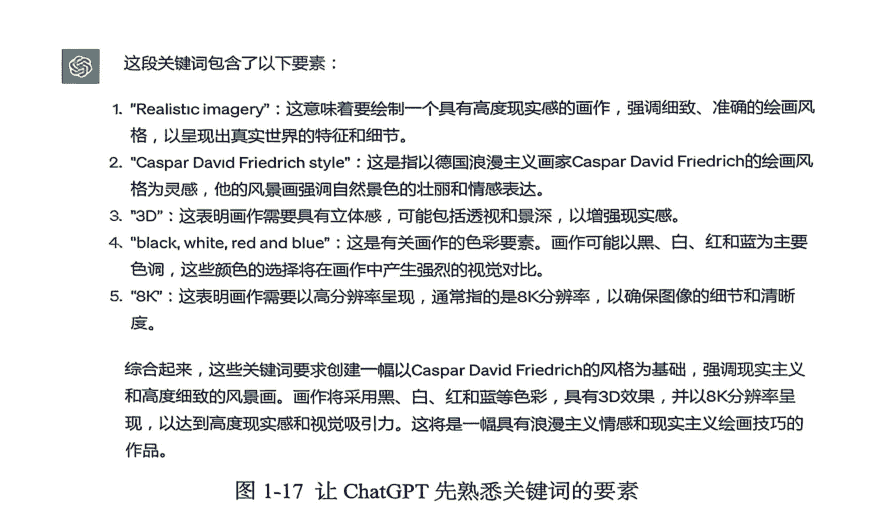 这段关键词包含了以下要素：
1. "Realistic imagery"：这意味着要绘制一个具有高度现实感的画作，强调细致、准确的绘画风
格，以呈现出真实世界的特征和细节。
2. "Caspar David Friedrich style"：这是指以德国浪漫主义画家Caspar David Friedrich的绘画风
格为灵感，他的风景画强调自然景色的壮丽和情感表达。
3. "3D"：这表明画作需要具有立体感，可能包括透视和景深，以增强现实感。
4、"black, white, red and blue"：这是有关画作的色彩要素。画作可能以黑、白、红和蓝为主要
色调，这些颜色的选择将在画作中产生强烈的视觉对比。
5. "8K"：这表明画作需要以高分辨率呈现，通常指的是8K分辨率，以确保图像的细节和清晰
度。
综合起来，这些关键词要求创建一幅以Caspar David Friedrich的风格为基础，强调现实主义
和高度细致的风景画。画作将采用黑、白、红和蓝等色彩，具有3D效果，并以8K分辨率呈
现，以达到高度现实感和视觉吸引力。这将是一幅具有浪漫主义情感和现实主义绘画技巧的
作品。
图 1-17 让 ChatGPT 先熟悉关键词的要素